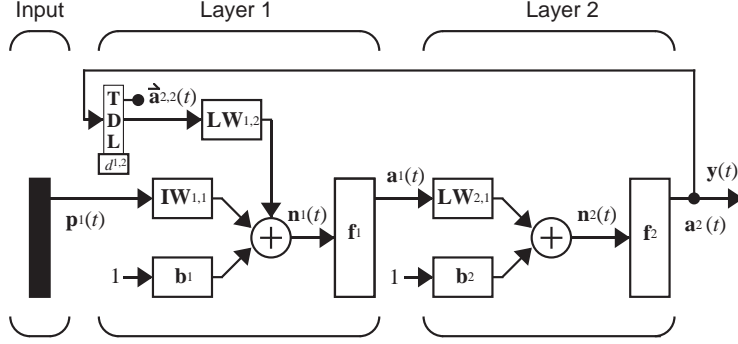 Input
Layer 1
Layer 2
T
D
L
d1,2
a2,2(t)
LW1,2
p1(t)
IW1,1
1
b1
n1(t)
f1
a1(t)
LW2,1
1
b2
n2(t)
f2
a2(t)
y(t)